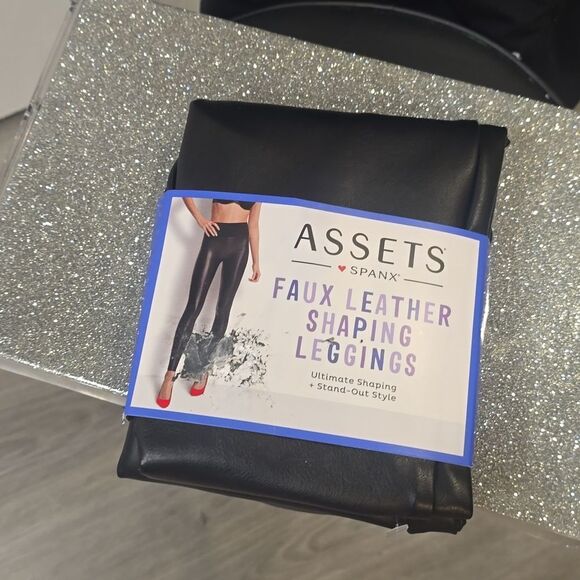 ASSETS®
♥ SPANX®
FAUX LEATHER
SHAPING
LEGGINGS
Ultimate Shaping
+ Stand-Out Style